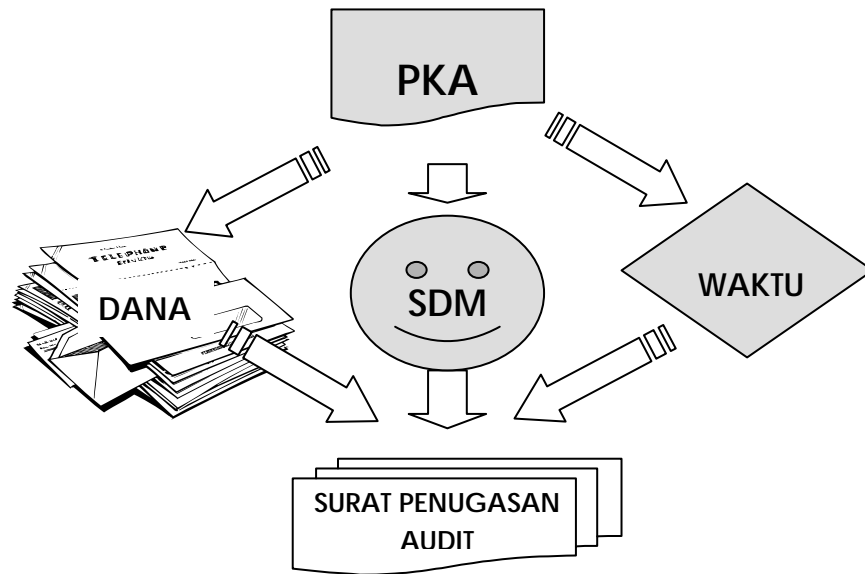 PKA
TELEPHONE
DANA
SDM
WAKTU
SURAT PENUGASAN
AUDIT